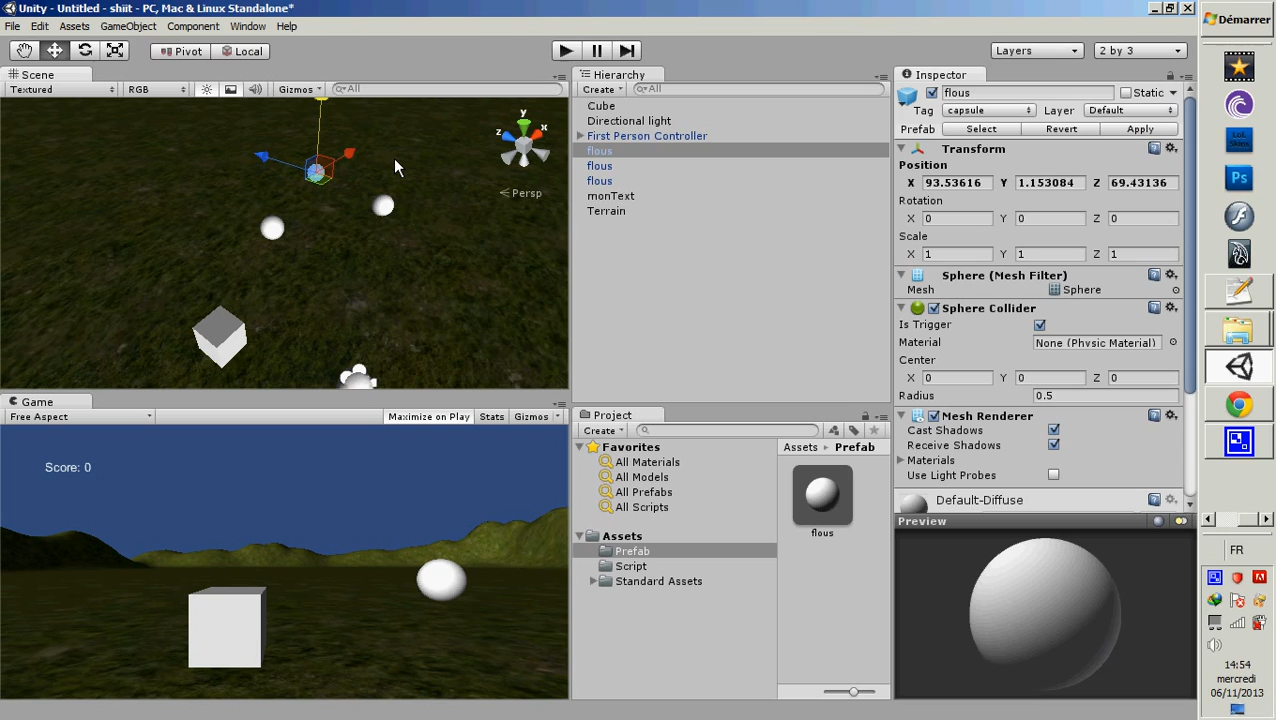 Unity - Untitled - shiit - PC, Mac & Linux Standalone*
File Edit Assets GameObject Component Window Help
Pivot Local Layers 2 by 3
Scene
Textured RGB Gizmos All
y
z x
Persp
Game
Free Aspect Maximize on Play Stats Gizmos
Score: 0
Hierarchy
Create All
Cube
Directional light
First Person Controller
flous
flous
flous
monText
Terrain
Project
Create
Favorites
All Materials
All Models
All Prefabs
All Scripts
Assets
Prefab
Script
Standard Assets
Assets Prefab
flous
Inspector
flous Static
Tag capsule Layer Default
Prefab Select Revert Apply
Transform
Position
X 93.53616 Y 1.153084 Z 69.43136
Rotation
X 0 Y 0 Z 0
Scale
X 1 Y 1 Z 1
Sphere (Mesh Filter)
Mesh Sphere
Sphere Collider
Is Trigger
Material None (Physic Material)
Center
X 0 Y 0 Z 0
Radius 0.5
Mesh Renderer
Cast Shadows
Receive Shadows
Materials
Use Light Probes
Default-Diffuse
Preview
Démarrer
LoL
Skins
Ps
FR
14:54
mercredi
06/11/2013